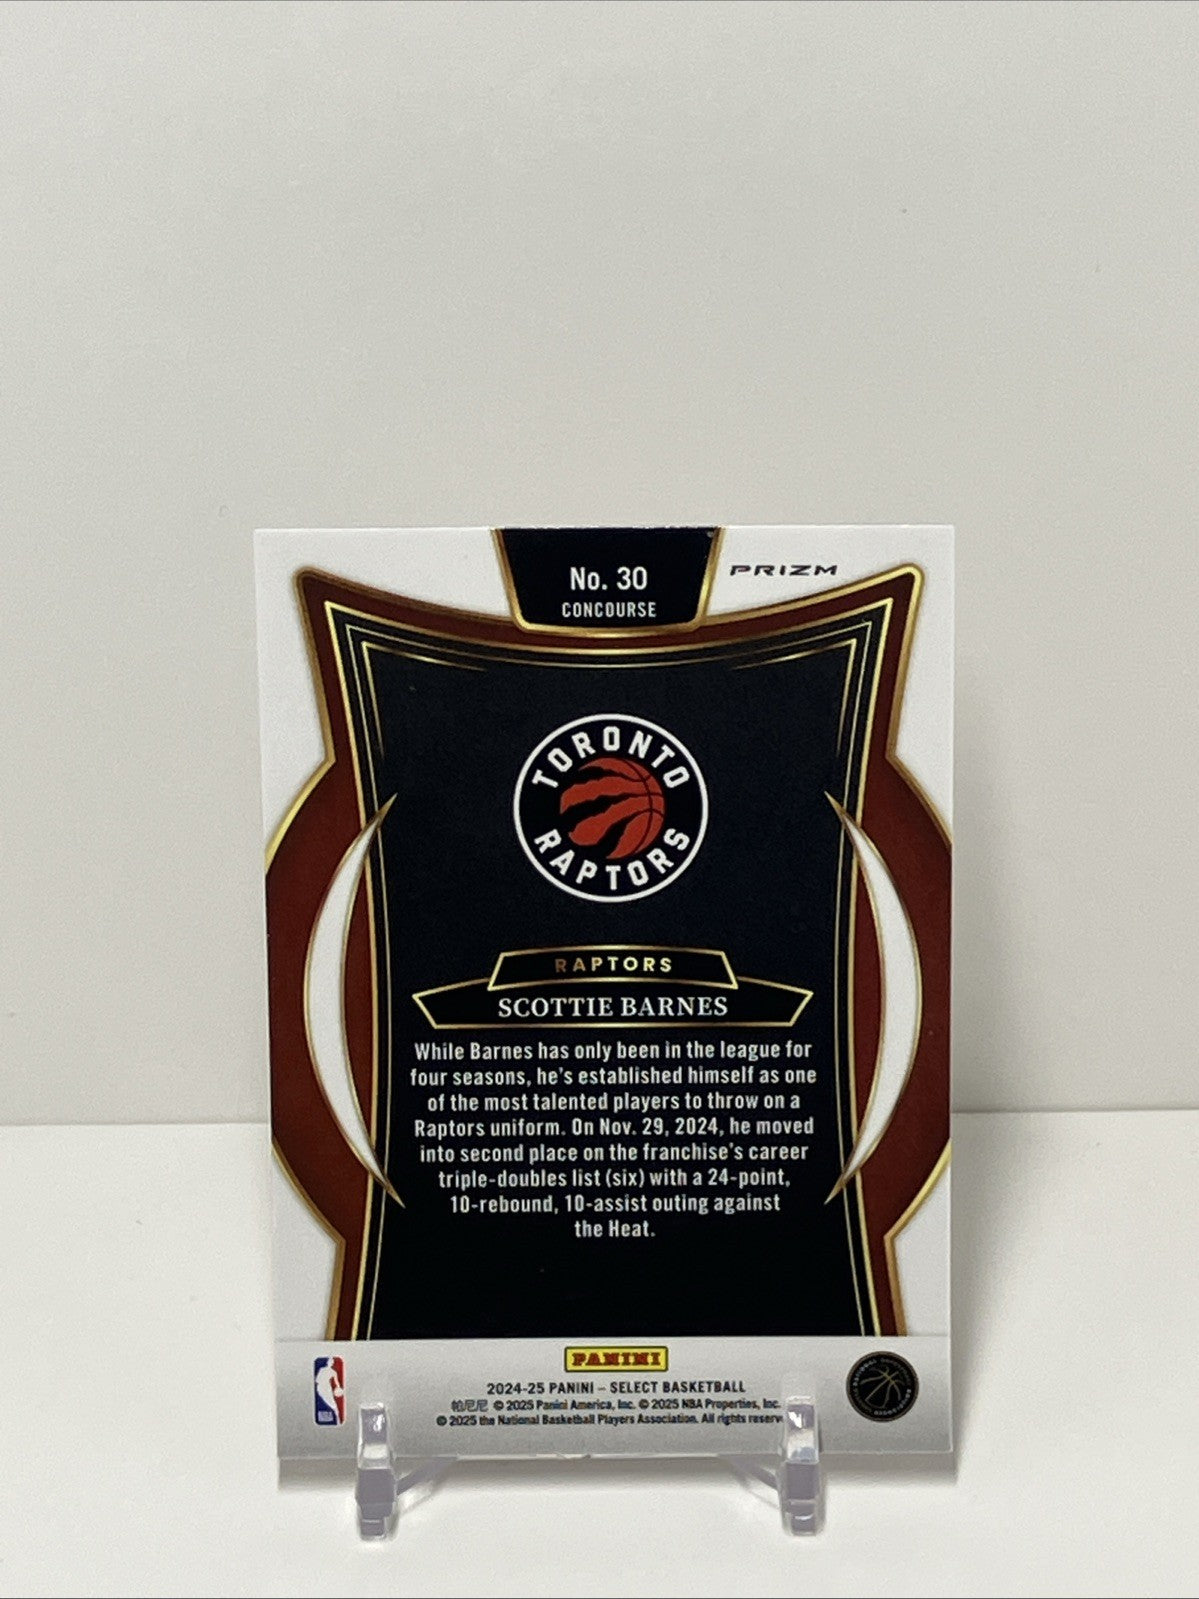 No. 30
CONCOURSE
PRIZM
TORONTO
RAPTORS
RAPTORS
SCOTTIE BARNES
While Barnes has only been in the league for
four seasons, he's established himself as one
of the most talented players to throw on a
Raptors uniform. On Nov. 29, 2024, he moved
into second place on the franchise's career
triple-doubles list (six) with a 24-point,
10-rebound, 10-assist outing against
the Heat.
PANINI
NBA
2024-25 PANINI – SELECT BASKETBALL
帕尼尼 © 2025 Panini America, Inc. © 2025 NBA Properties, Inc.
© 2025 the National Basketball Players Association. All rights